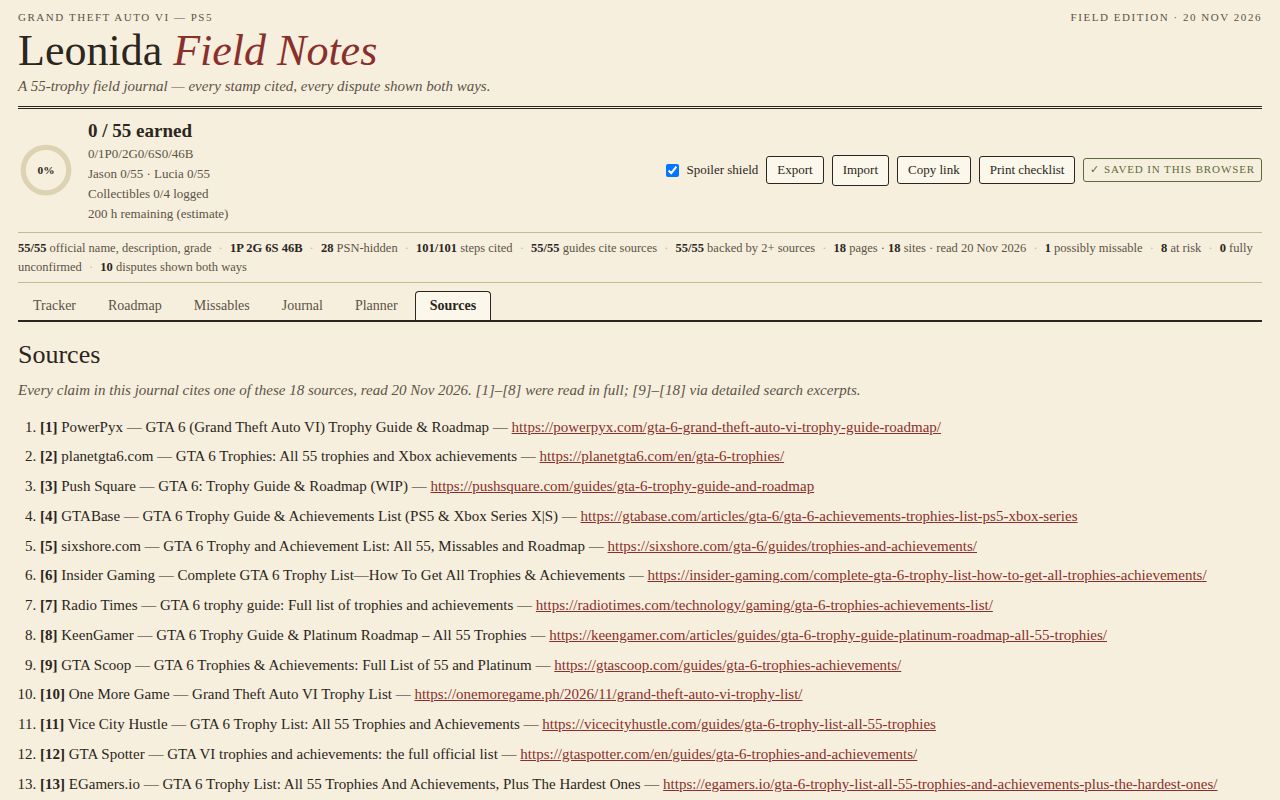 GRAND THEFT AUTO VI — PS5
FIELD EDITION · 20 NOV 2026
Leonida Field Notes
A 55-trophy field journal — every stamp cited, every dispute shown both ways.
0%
0 / 55 earned
0/1P0/2G0/6S0/46B
Jason 0/55 · Lucia 0/55
Collectibles 0/4 logged
200 h remaining (estimate)
Spoiler shield
Export
Import
Copy link
Print checklist
✓ SAVED IN THIS BROWSER
55/55 official name, description, grade · 1P 2G 6S 46B · 28 PSN-hidden · 101/101 steps cited · 55/55 guides cite sources · 55/55 backed by 2+ sources · 18 pages · 18 sites · read 20 Nov 2026 · 1 possibly missable · 8 at risk · 0 fully
unconfirmed · 10 disputes shown both ways
Tracker
Roadmap
Missables
Journal
Planner
Sources
Sources
Every claim in this journal cites one of these 18 sources, read 20 Nov 2026. [1]–[8] were read in full; [9]–[18] via detailed search excerpts.
1. [1] PowerPyx — GTA 6 (Grand Theft Auto VI) Trophy Guide & Roadmap — https://powerpyx.com/gta-6-grand-theft-auto-vi-trophy-guide-roadmap/
2. [2] planetgta6.com — GTA 6 Trophies: All 55 trophies and Xbox achievements — https://planetgta6.com/en/gta-6-trophies/
3. [3] Push Square — GTA 6: Trophy Guide & Roadmap (WIP) — https://pushsquare.com/guides/gta-6-trophy-guide-and-roadmap
4. [4] GTABase — GTA 6 Trophy Guide & Achievements List (PS5 & Xbox Series X|S) — https://gtabase.com/articles/gta-6/gta-6-achievements-trophies-list-ps5-xbox-series
5. [5] sixshore.com — GTA 6 Trophy and Achievement List: All 55, Missables and Roadmap — https://sixshore.com/gta-6/guides/trophies-and-achievements/
6. [6] Insider Gaming — Complete GTA 6 Trophy List—How To Get All Trophies & Achievements — https://insider-gaming.com/complete-gta-6-trophy-list-how-to-get-all-trophies-achievements/
7. [7] Radio Times — GTA 6 trophy guide: Full list of trophies and achievements — https://radiotimes.com/technology/gaming/gta-6-trophies-achievements-list/
8. [8] KeenGamer — GTA 6 Trophy Guide & Platinum Roadmap – All 55 Trophies — https://keengamer.com/articles/guides/gta-6-trophy-guide-platinum-roadmap-all-55-trophies/
9. [9] GTA Scoop — GTA 6 Trophies & Achievements: Full List of 55 and Platinum — https://gtascoop.com/guides/gta-6-trophies-achievements/
10. [10] One More Game — Grand Theft Auto VI Trophy List — https://onemoregame.ph/2026/11/grand-theft-auto-vi-trophy-list/
11. [11] Vice City Hustle — GTA 6 Trophy List: All 55 Trophies and Achievements — https://vicecityhustle.com/guides/gta-6-trophy-list-all-55-trophies
12. [12] GTA Spotter — GTA VI trophies and achievements: the full official list — https://gtaspotter.com/en/guides/gta-6-trophies-and-achievements/
13. [13] EGamers.io — GTA 6 Trophy List: All 55 Trophies And Achievements, Plus The Hardest Ones — https://egamers.io/gta-6-trophy-list-all-55-trophies-and-achievements-plus-the-hardest-ones/